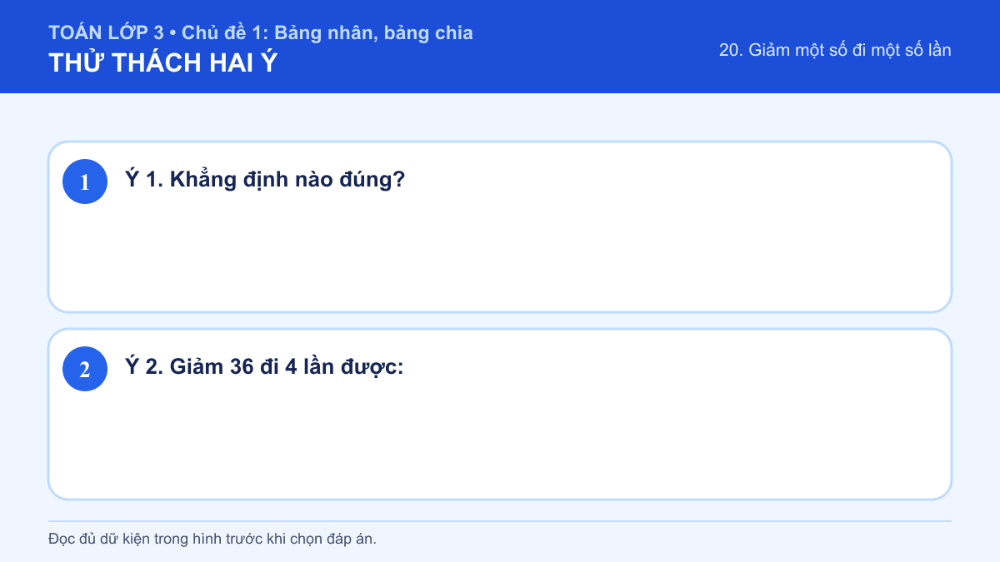 TOÁN LỚP 3 • Chủ đề 1: Bảng nhân, bảng chia
THỬ THÁCH HAI Ý
20. Giảm một số đi một số lần
1
Ý 1. Khẳng định nào đúng?
2
Ý 2. Giảm 36 đi 4 lần được:
Đọc đủ dữ kiện trong hình trước khi chọn đáp án.